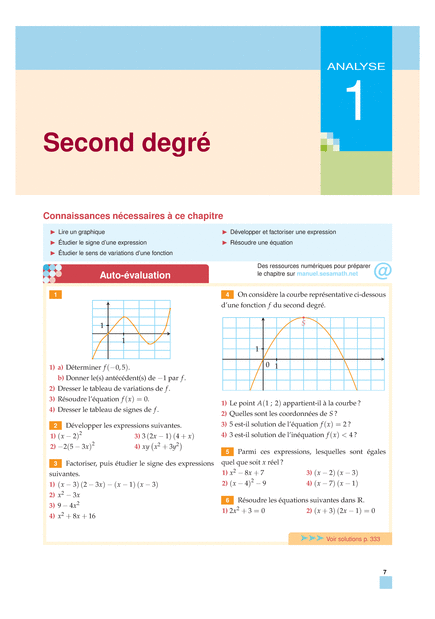 ANALYSE
1
Second degré
Connaissances nécessaires à ce chapitre
▶ Lire un graphique
▶ Étudier le signe d'une expression
▶ Étudier le sens de variations d'une fonction
▶ Développer et factoriser une expression
▶ Résoudre une équation
Auto-évaluation
Des ressources numériques pour préparer
le chapitre sur manuel.sesamath.net
@
1
1
1
1) a) Déterminer f(−0,5).
b) Donner le(s) antécédent(s) de −1 par f.
2) Dresser le tableau de variations de f.
3) Résoudre l'équation f(x) = 0.
4) Dresser le tableau de signes de f.
2 Développer les expressions suivantes.
1) (x − 2)²
3) 3(2x − 1)(4 + x)
2) −2(5 − 3x)²
4) xy(x² + 3y²)
3 Factoriser, puis étudier le signe des expressions
suivantes.
1) (x − 3)(2 − 3x) − (x − 1)(x − 3)
2) x² − 3x
3) 9 − 4x²
4) x² + 8x + 16
4 On considère la courbe représentative ci-dessous
d'une fonction f du second degré.
S
1
0 1
1) Le point A(1 ; 2) appartient-il à la courbe ?
2) Quelles sont les coordonnées de S ?
3) 5 est-il solution de l'équation f(x) = 2 ?
4) 3 est-il solution de l'inéquation f(x) < 4 ?
5 Parmi ces expressions, lesquelles sont égales
quel que soit x réel ?
1) x² − 8x + 7
3) (x − 2)(x − 3)
2) (x − 4)² − 9
4) (x − 7)(x − 1)
6 Résoudre les équations suivantes dans ℝ.
1) 2x² + 3 = 0
2) (x + 3)(2x − 1) = 0
➤➤➤ Voir solutions p. 333
7